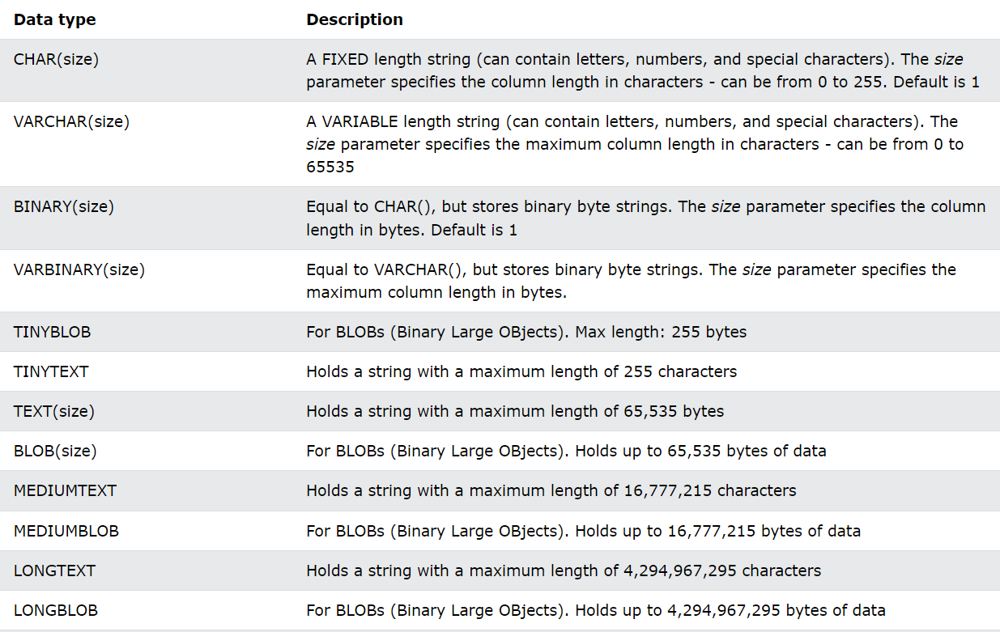 Data type Description
CHAR(size) A FIXED length string (can contain letters, numbers, and special characters). The size
parameter specifies the column length in characters - can be from 0 to 255. Default is 1
VARCHAR(size) A VARIABLE length string (can contain letters, numbers, and special characters). The
size parameter specifies the maximum column length in characters - can be from 0 to
65535
BINARY(size) Equal to CHAR(), but stores binary byte strings. The size parameter specifies the column
length in bytes. Default is 1
VARBINARY(size) Equal to VARCHAR(), but stores binary byte strings. The size parameter specifies the
maximum column length in bytes.
TINYBLOB For BLOBs (Binary Large OBjects). Max length: 255 bytes
TINYTEXT Holds a string with a maximum length of 255 characters
TEXT(size) Holds a string with a maximum length of 65,535 bytes
BLOB(size) For BLOBs (Binary Large OBjects). Holds up to 65,535 bytes of data
MEDIUMTEXT Holds a string with a maximum length of 16,777,215 characters
MEDIUMBLOB For BLOBs (Binary Large OBjects). Holds up to 16,777,215 bytes of data
LONGTEXT Holds a string with a maximum length of 4,294,967,295 characters
LONGBLOB For BLOBs (Binary Large OBjects). Holds up to 4,294,967,295 bytes of data